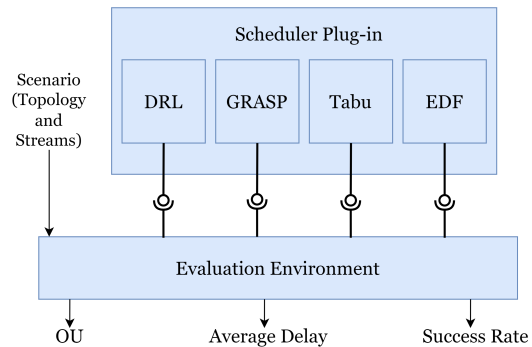 Scheduler Plug-in
DRL
GRASP
Tabu
EDF
Scenario
(Topology
and
Streams)
Evaluation Environment
OU
Average Delay
Success Rate